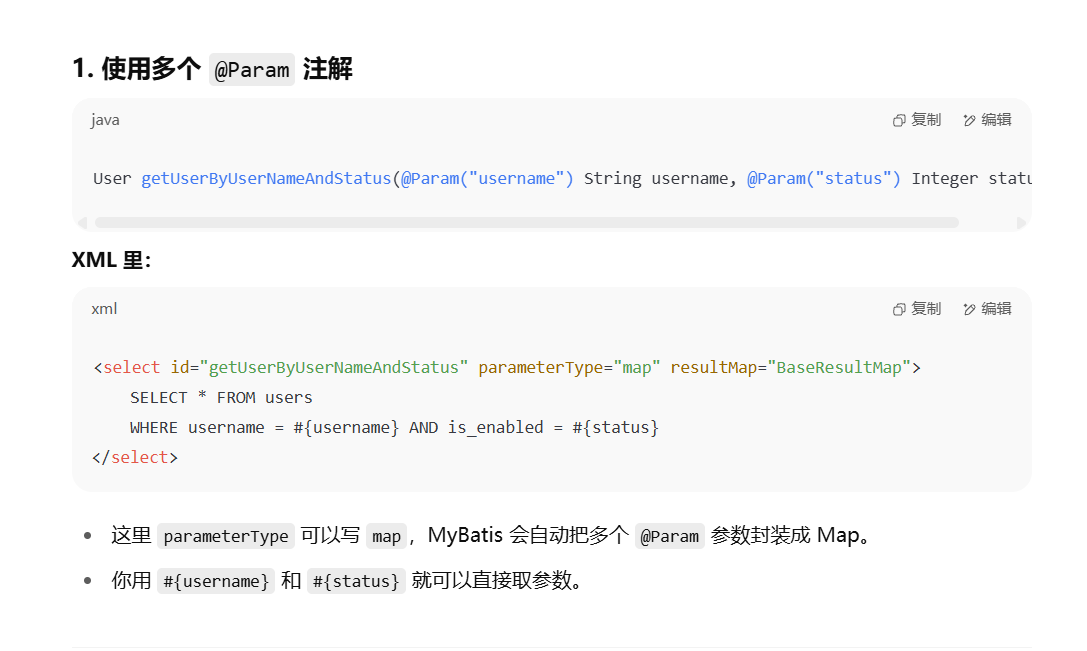 1. 使用多个 @Param 注解
java
复制 编辑
User getUserByUserNameAndStatus(@Param("username") String username, @Param("status") Integer statu
XML 里：
xml
复制 编辑
<select id="getUserByUserNameAndStatus" parameterType="map" resultMap="BaseResultMap">
SELECT * FROM users
WHERE username = #{username} AND is_enabled = #{status}
</select>
这里 parameterType 可以写 map，MyBatis 会自动把多个 @Param 参数封装成 Map。
你用 #{username} 和 #{status} 就可以直接取参数。